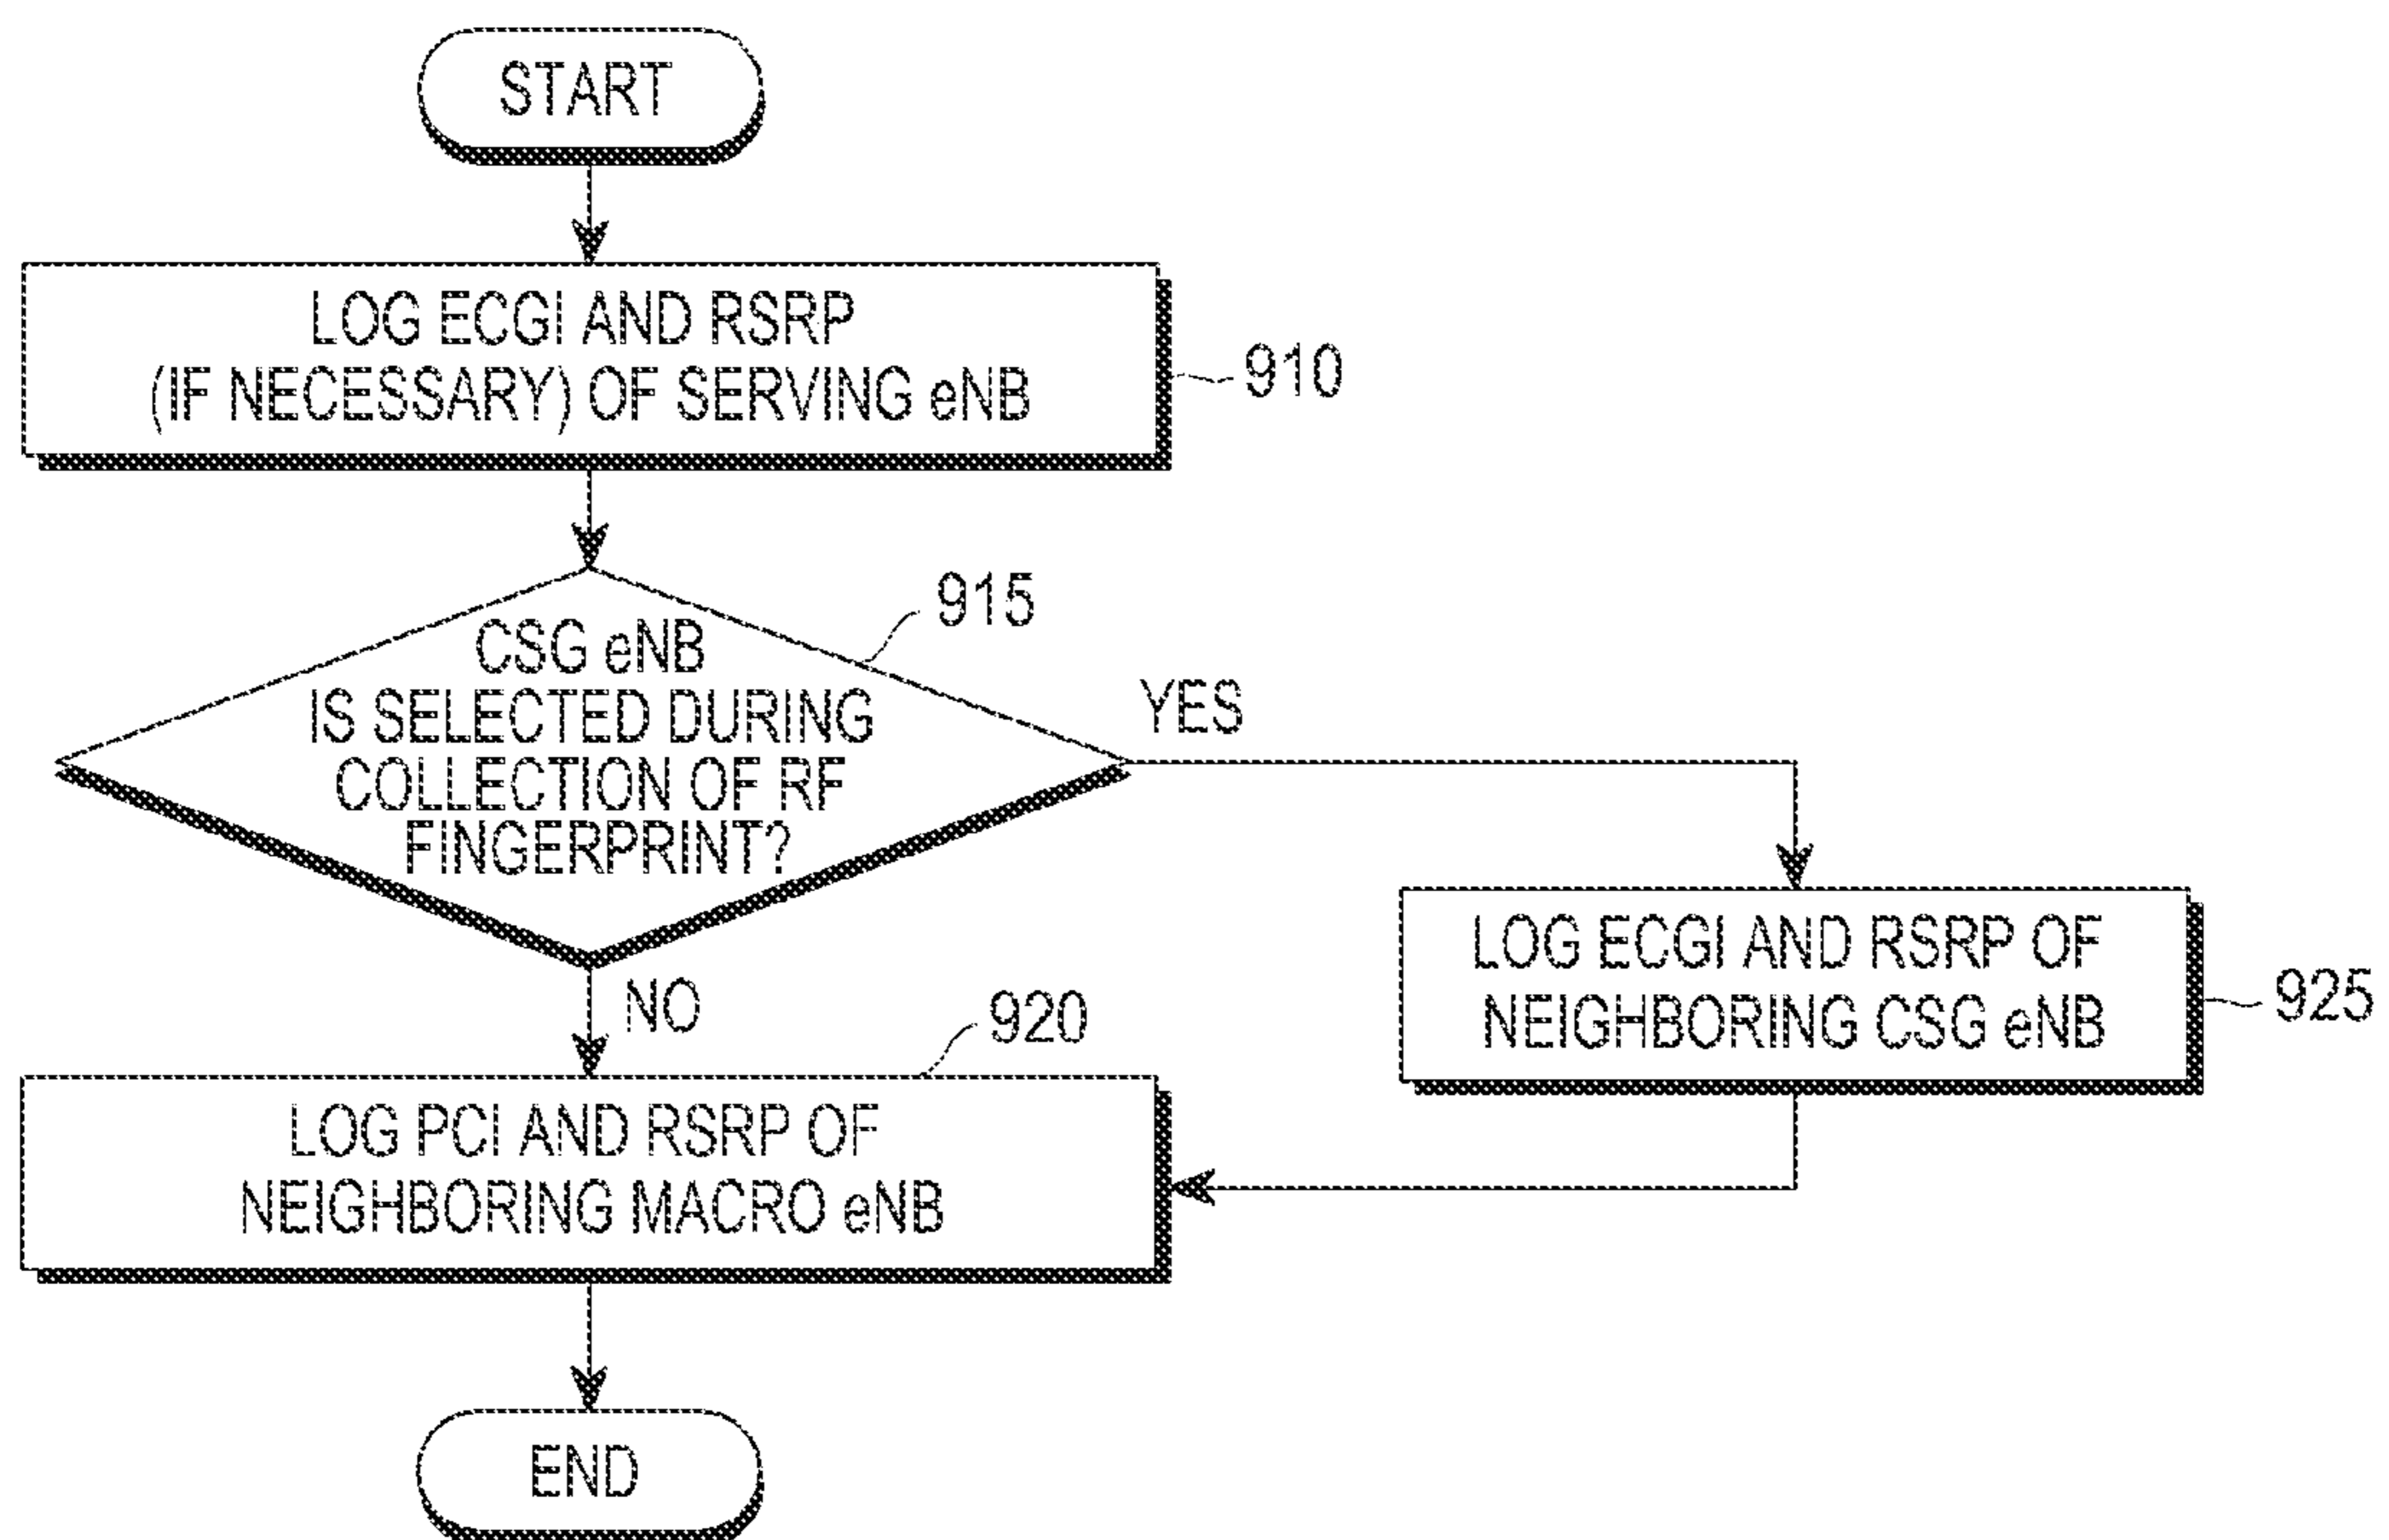 START
LOG ECGI AND RSRP
(IF NECESSARY) OF SERVING eNB
910
915
CSG eNB
IS SELECTED DURING
COLLECTION OF RF
FINGERPRINT?
YES
NO
LOG ECGI AND RSRP OF
NEIGHBORING CSG eNB
925
920
LOG PCI AND RSRP OF
NEIGHBORING MACRO eNB
END